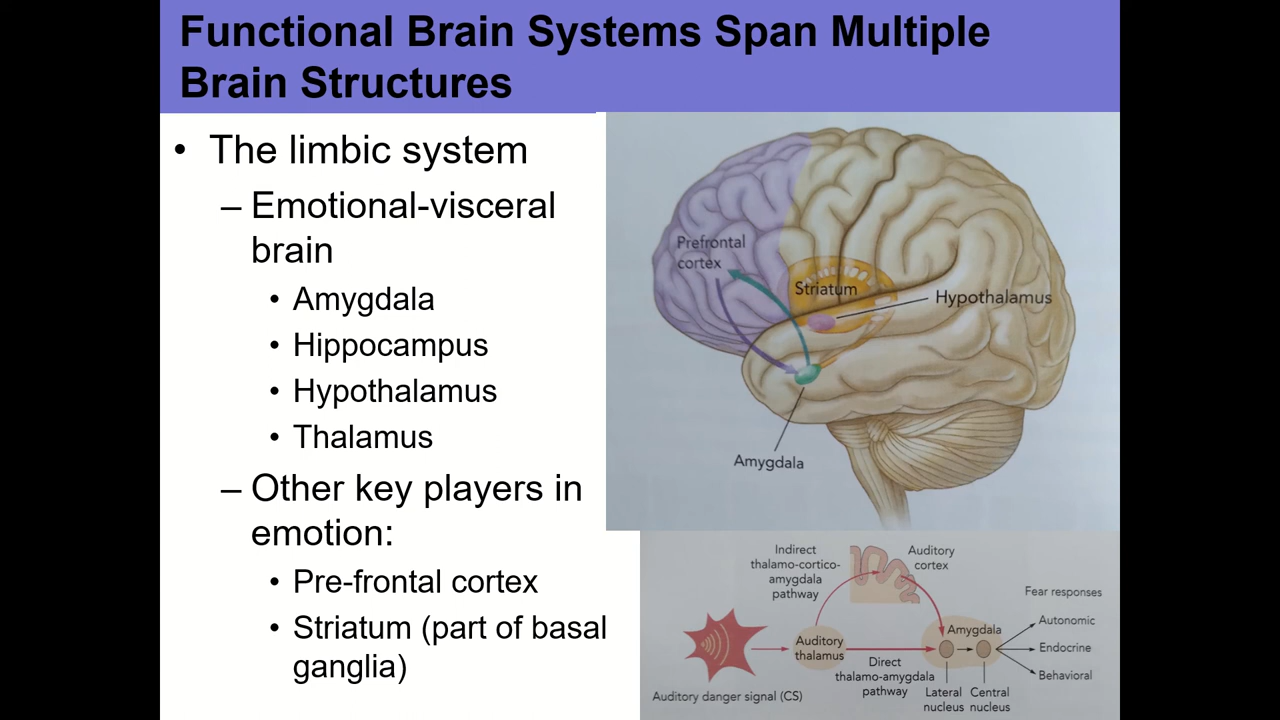 Functional Brain Systems Span Multiple
Brain Structures
• The limbic system
– Emotional-visceral
brain
• Amygdala
• Hippocampus
• Hypothalamus
• Thalamus
– Other key players in
emotion:
• Pre-frontal cortex
• Striatum (part of basal
ganglia)
Prefrontal
cortex
Striatum
Hypothalamus
Amygdala
Indirect
thalamo-cortico-
amygdala
pathway
Auditory
cortex
Fear responses
Autonomic
Endocrine
Behavioral
Amygdala
Auditory
thalamus
Direct
thalamo-amygdala
pathway
Lateral
nucleus
Central
nucleus
Auditory danger signal (CS)